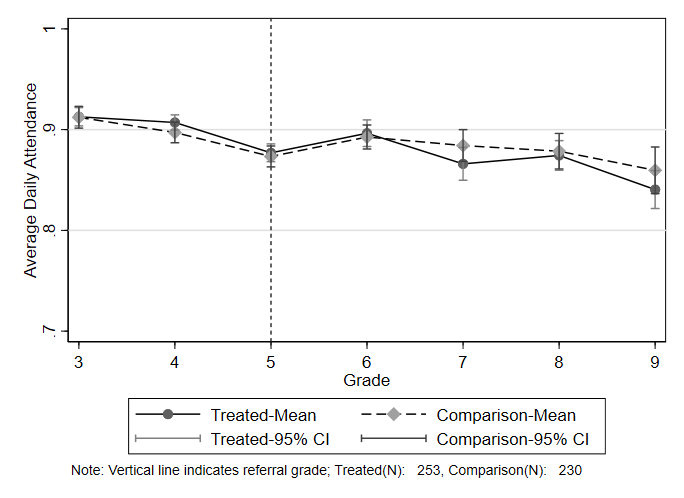 1
.9
.8
.7
Average Daily Attendance
3 4 5 6 7 8 9
Grade
Treated-Mean Comparison-Mean
Treated-95% CI Comparison-95% CI
Note: Vertical line indicates referral grade; Treated(N): 253, Comparison(N): 230